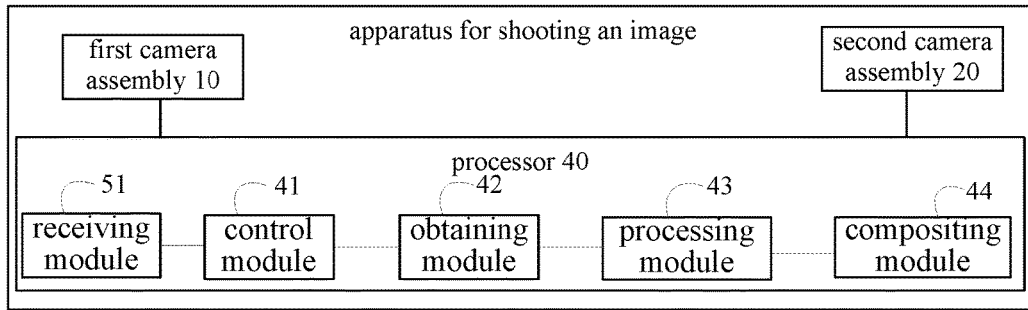 apparatus for shooting an image
first camera
assembly 10
second camera
assembly 20
processor 40
51
41
42
43
44
receiving
module
control
module
obtaining
module
processing
module
compositing
module